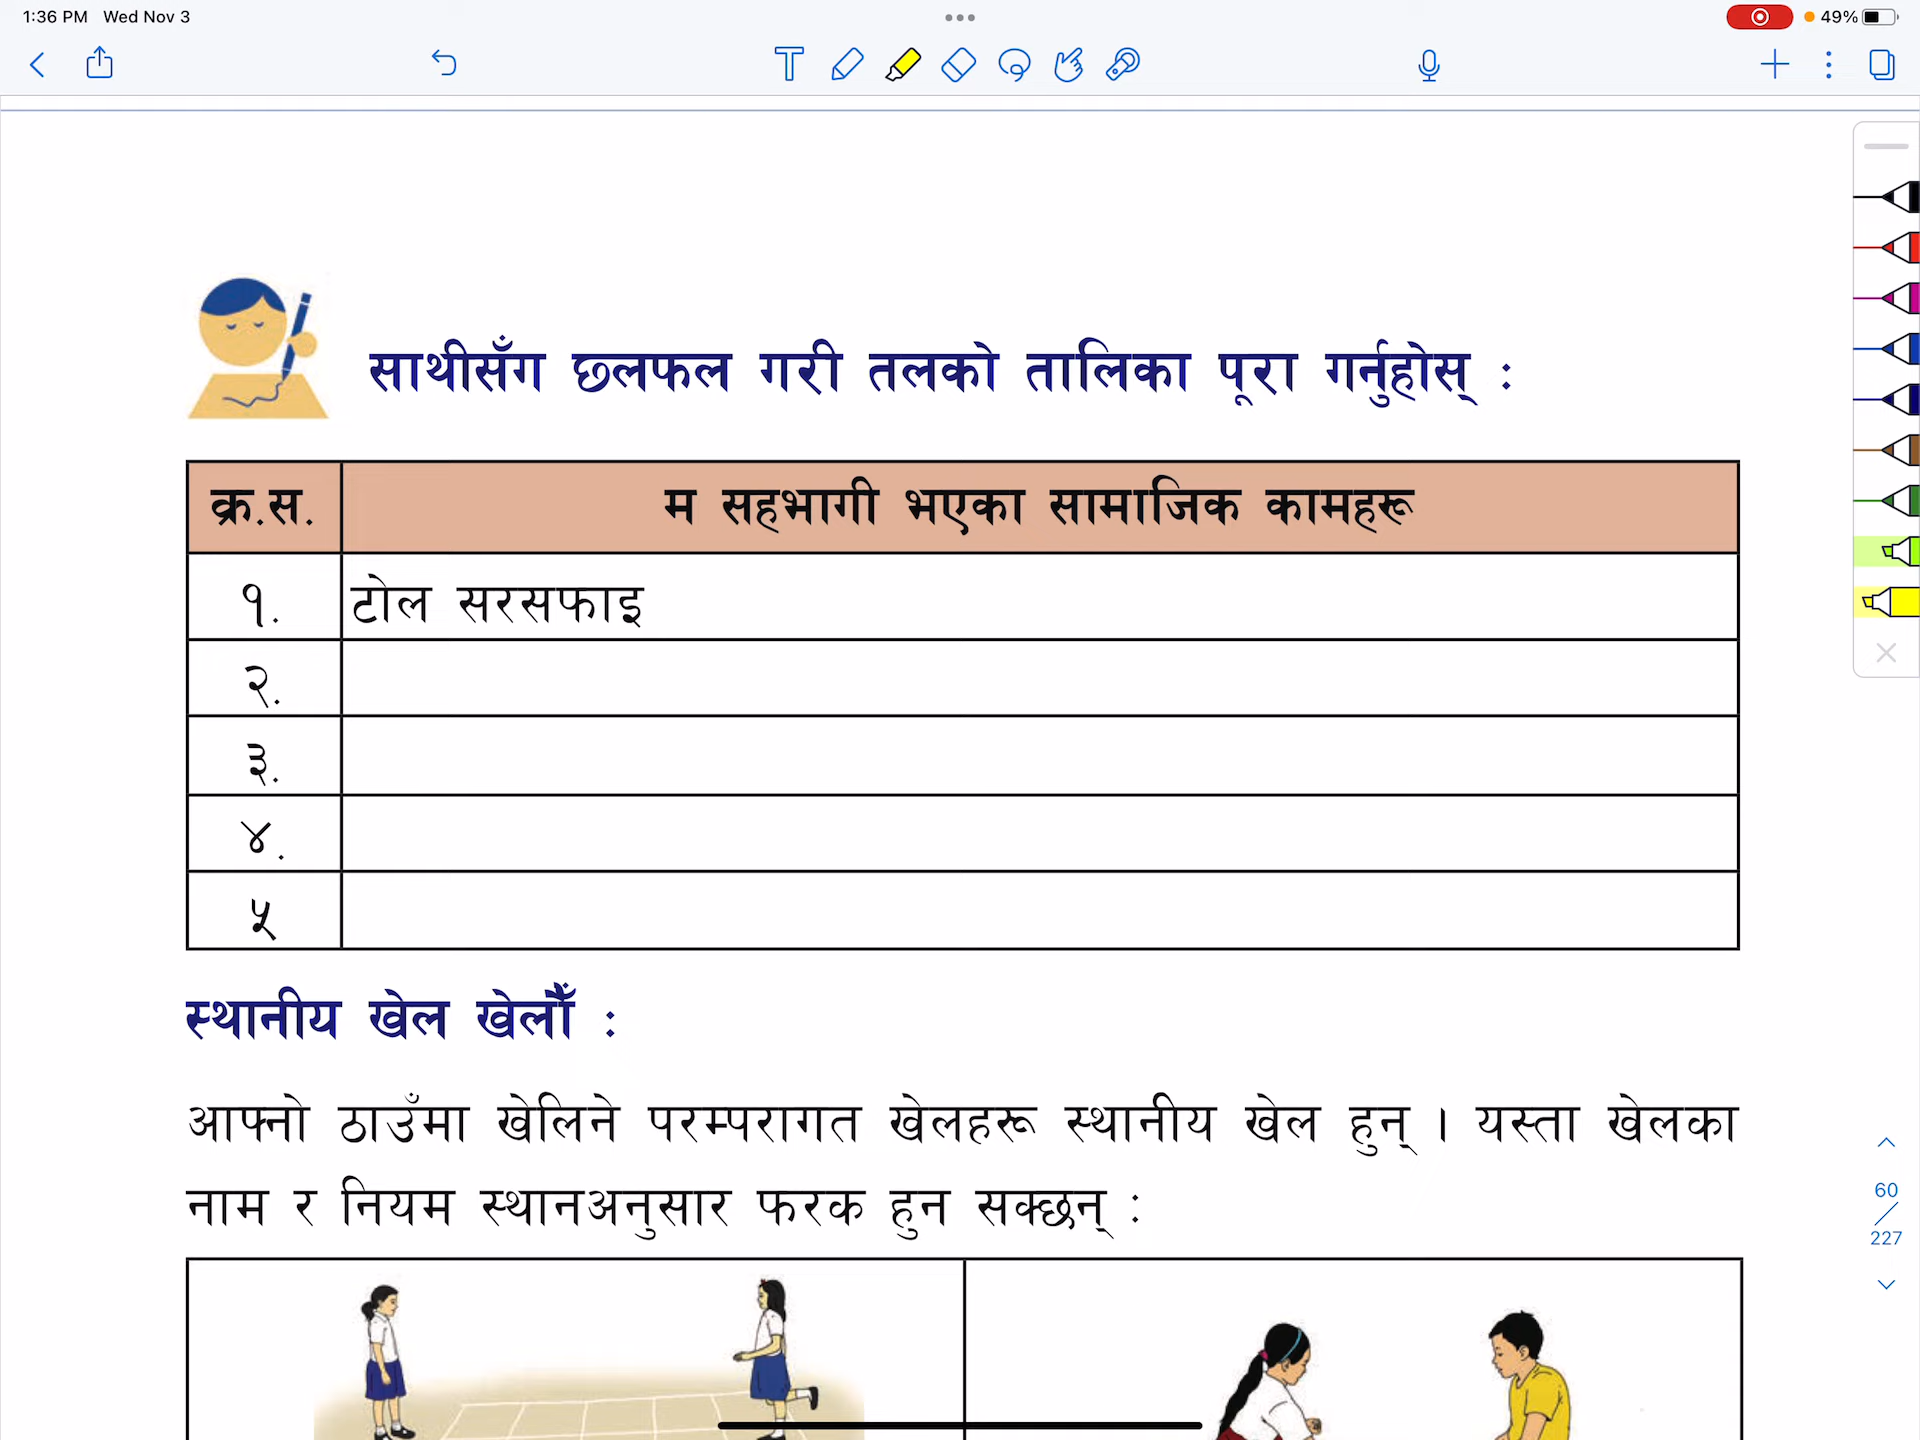 1:36 PM Wed Nov 3
49%
साथीसँग छलफल गरी तलको तालिका पूरा गर्नुहोस् :
क्र.स. म सहभागी भएका सामाजिक कामहरू
१. टोल सरसफाइ
२.
३.
४.
५
स्थानीय खेल खेलौँ :
आफ्नो ठाउँमा खेलिने परम्परागत खेलहरू स्थानीय खेल हुन् । यस्ता खेलका
नाम र नियम स्थानअनुसार फरक हुन सक्छन् :
60
/
227